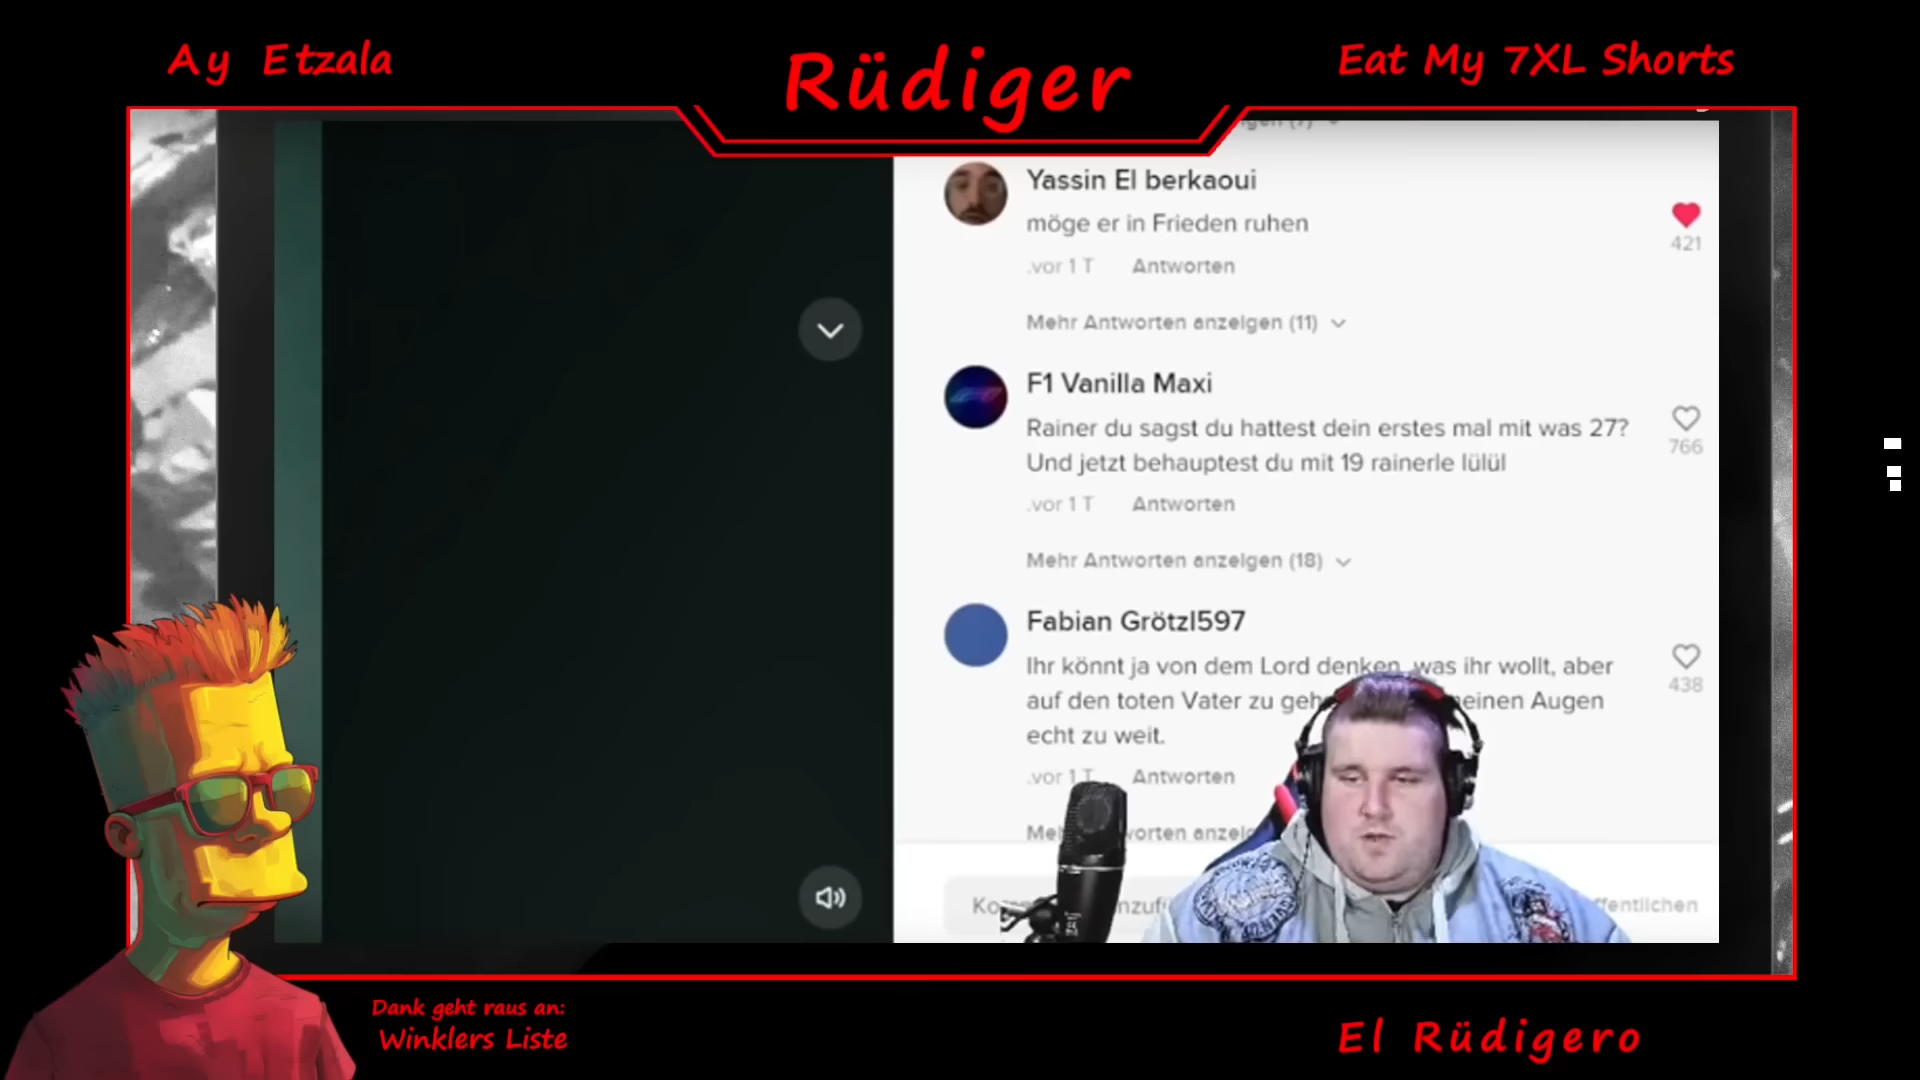 Ay Etzala
Rüdiger
Eat My 7XL Shorts
Yassin El berkaoui
möge er in Frieden ruhen
421
.vor 1 T Antworten
Mehr Antworten anzeigen (11)
F1 Vanilla Maxi
Rainer du sagst du hattest dein erstes mal mit was 27?
766
Und jetzt behauptest du mit 19 rainerle lülül
.vor 1 T Antworten
Mehr Antworten anzeigen (18)
Fabian Grötzl597
Ihr könnt ja von dem Lord denken, was ihr wollt, aber
438
auf den toten Vater zu geh einen Augen
echt zu weit.
.vor 1 T Antworten
Dank geht raus an:
Winklers Liste
El Rüdigero